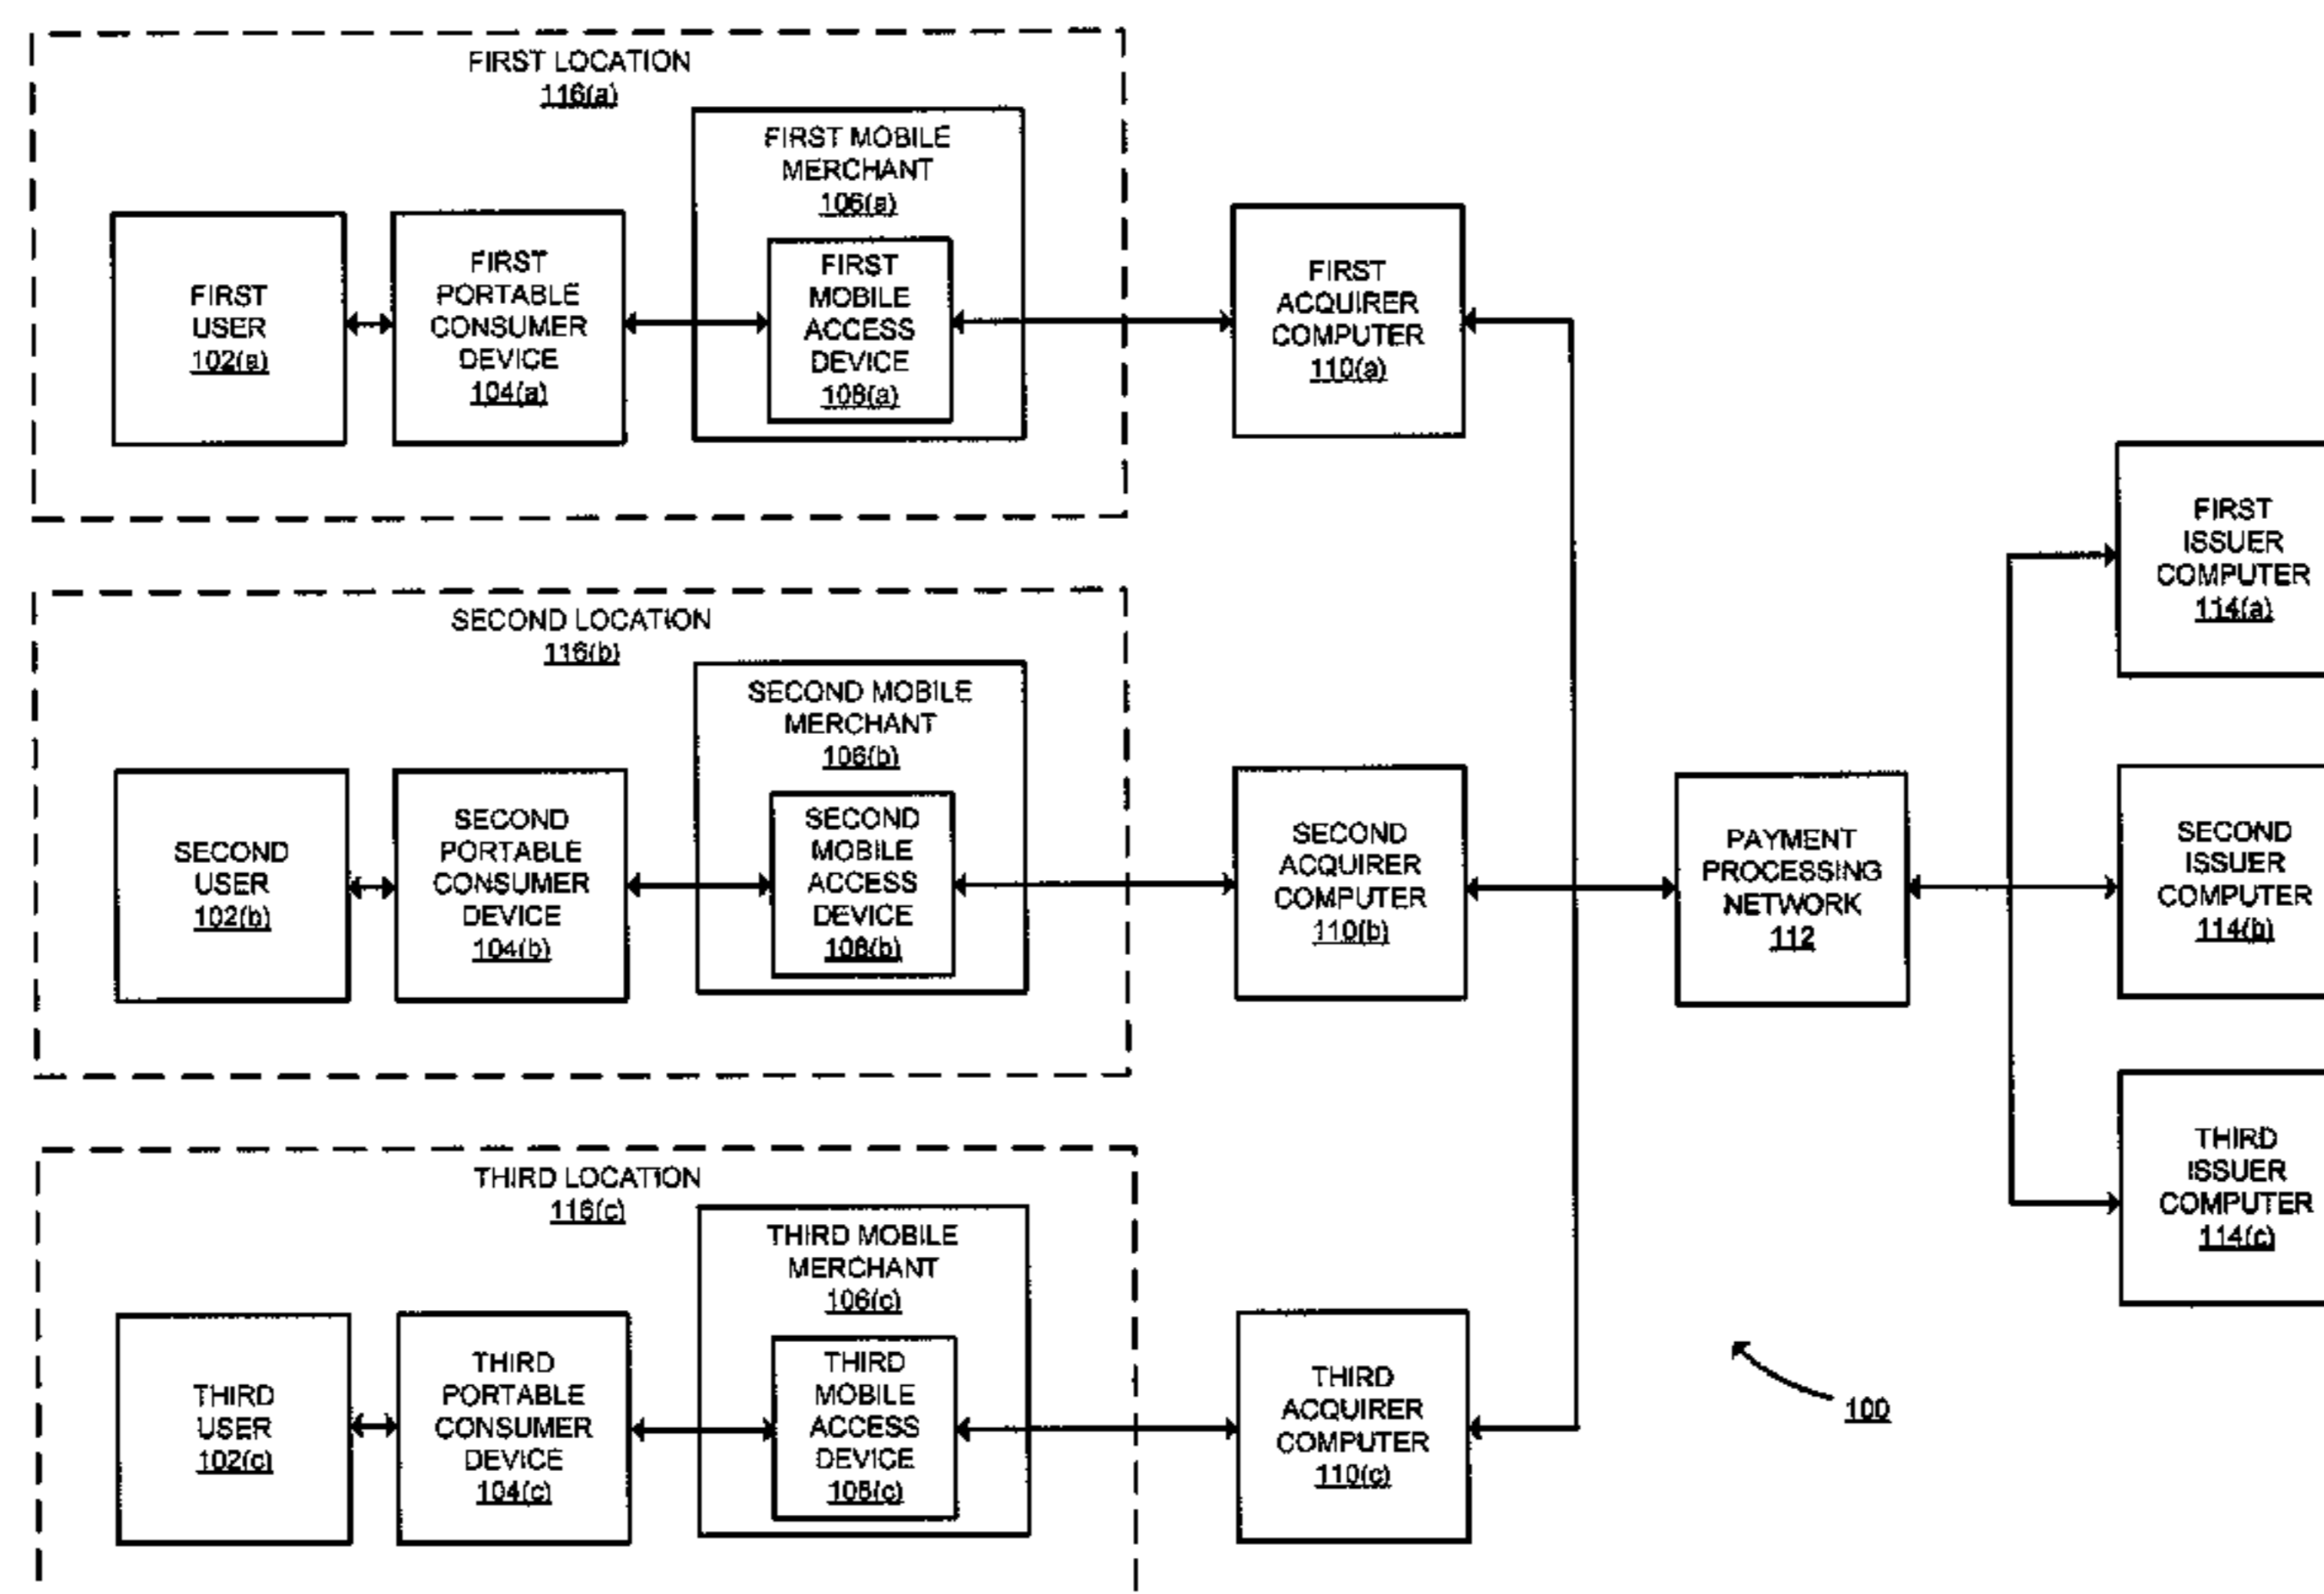 FIRST LOCATION
116(a)
FIRST MOBILE
MERCHANT
106(a)
FIRST
USER
102(a)
FIRST
PORTABLE
CONSUMER
DEVICE
104(a)
FIRST
MOBILE
ACCESS
DEVICE
108(a)
FIRST
ACQUIRER
COMPUTER
110(a)
FIRST
ISSUER
COMPUTER
114(a)
SECOND LOCATION
116(b)
SECOND MOBILE
MERCHANT
106(b)
SECOND
USER
102(b)
SECOND
PORTABLE
CONSUMER
DEVICE
104(b)
SECOND
MOBILE
ACCESS
DEVICE
108(b)
SECOND
ACQUIRER
COMPUTER
110(b)
PAYMENT
PROCESSING
NETWORK
112
SECOND
ISSUER
COMPUTER
114(b)
THIRD LOCATION
116(c)
THIRD MOBILE
MERCHANT
106(c)
THIRD
USER
102(c)
THIRD
PORTABLE
CONSUMER
DEVICE
104(c)
THIRD
MOBILE
ACCESS
DEVICE
108(c)
THIRD
ACQUIRER
COMPUTER
110(c)
THIRD
ISSUER
COMPUTER
114(c)
100